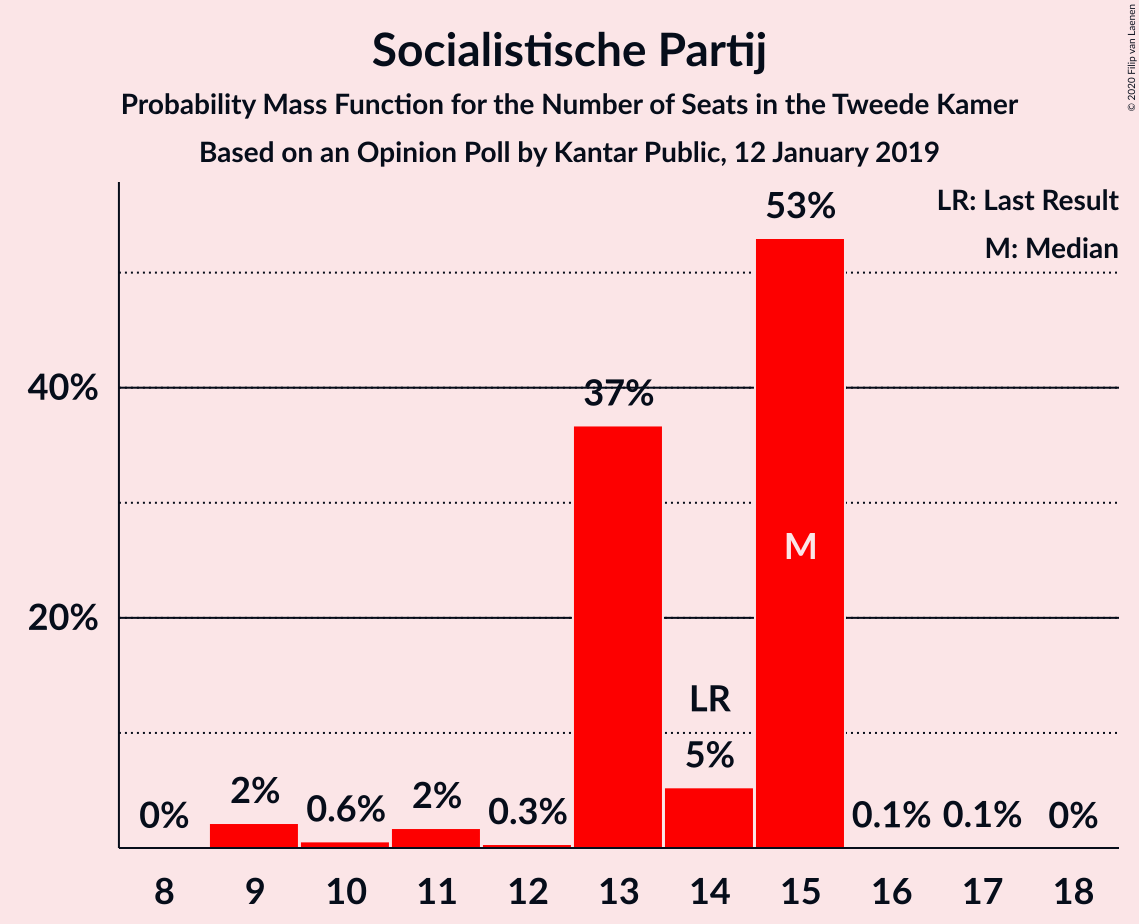 Socialistische Partij
Probability Mass Function for the Number of Seats in the Tweede Kamer
Based on an Opinion Poll by Kantar Public, 12 January 2019
© 2020 Filip van Laenen
LR: Last Result
M: Median
40%
20%
0%
2%
0.6%
2%
0.3%
37%
LR
5%
53%
M
0.1%
0.1%
0%
8 9 10 11 12 13 14 15 16 17 18